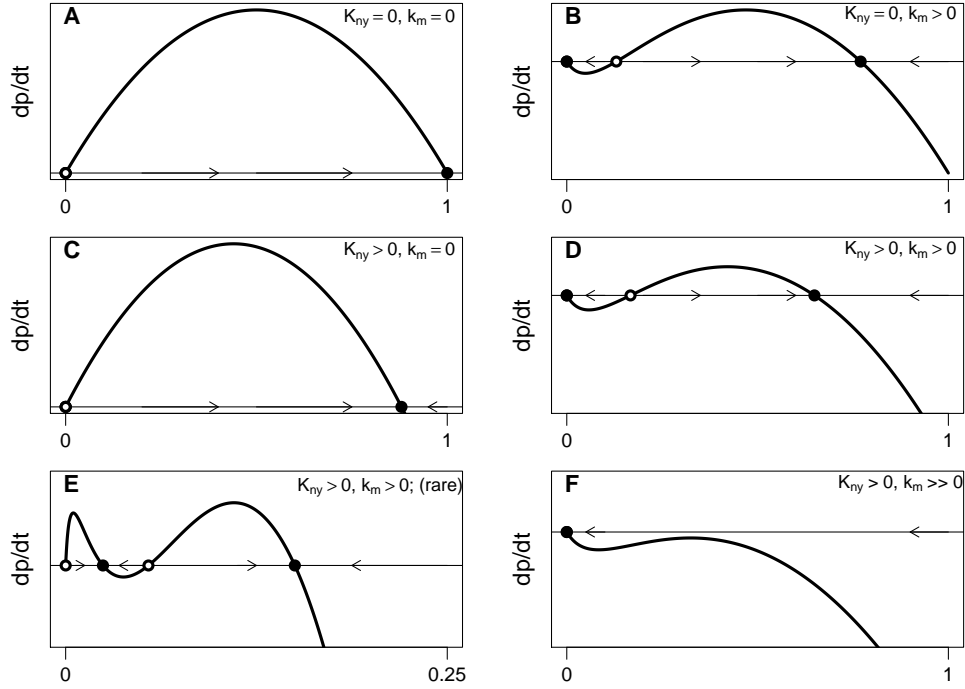 A
K_ny = 0, k_m = 0
dp/dt
0 1
B
K_ny = 0, k_m > 0
dp/dt
0 1
C
K_ny > 0, k_m = 0
dp/dt
0 1
D
K_ny > 0, k_m > 0
dp/dt
0 1
E
K_ny > 0, k_m > 0; (rare)
dp/dt
0 0.25
F
K_ny > 0, k_m >> 0
dp/dt
0 1